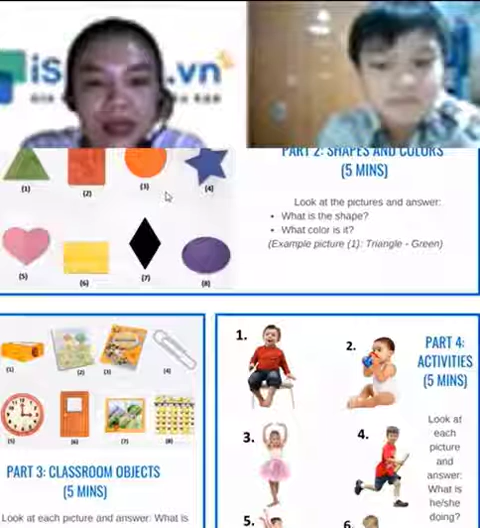 iS
.vn
PART 2: SHAPES AND COLORS
(5 MINS)
Look at the pictures and answer:
• What is the shape?
• What color is it?
(Example picture (1): Triangle - Green)
(1)
(2)
(3)
(4)
(5)
(6)
(7)
(8)
(1)
(2)
(3)
(4)
(5)
(6)
(7)
(8)
PART 3: CLASSROOM OBJECTS
(5 MINS)
Look at each picture and answer: What is
1.
2.
3.
4.
5.
6.
PART 4:
ACTIVITIES
(5 MINS)
Look at
each
picture
and
answer:
What is
he/she
doing?